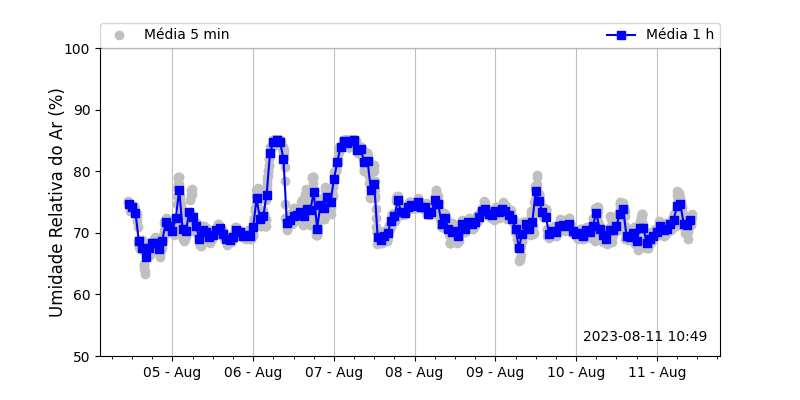 Média 5 min
Média 1 h
Umidade Relativa do Ar (%)
100
90
80
70
60
50
2023-08-11 10:49
05 - Aug
06 - Aug
07 - Aug
08 - Aug
09 - Aug
10 - Aug
11 - Aug